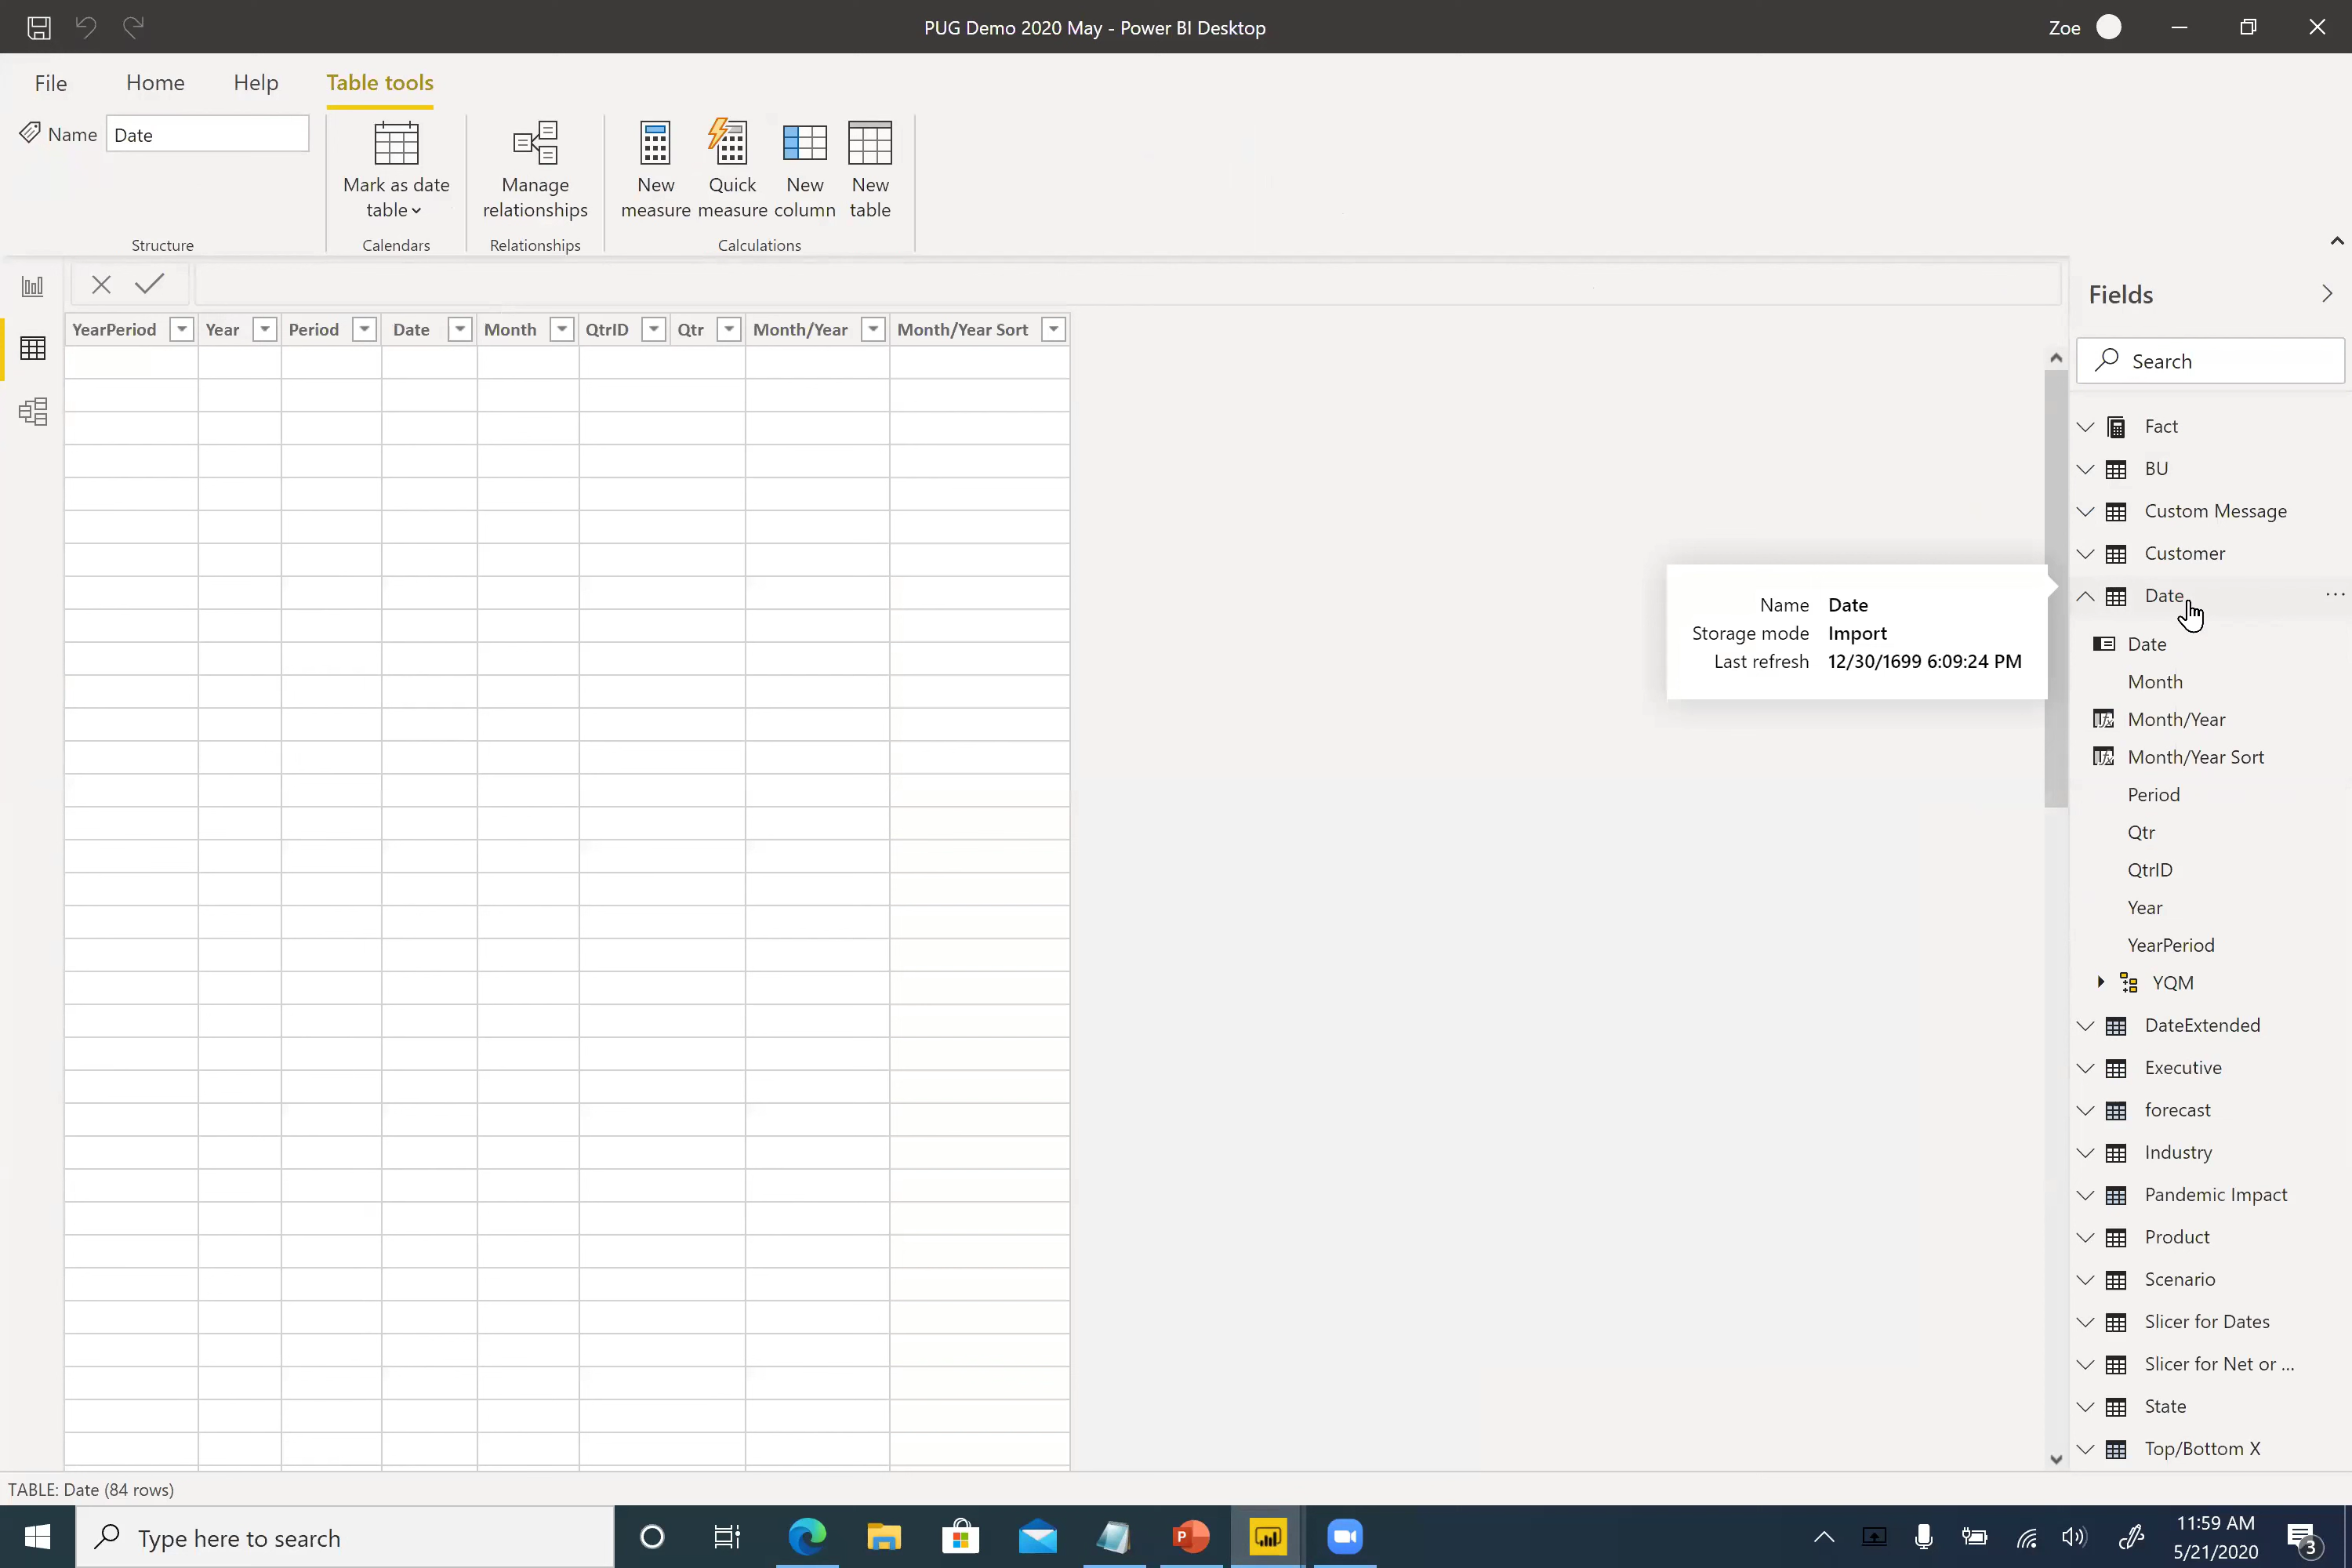 PUG Demo 2020 May - Power BI Desktop
Zoe
File
Home
Help
Table tools
Name
Date
Mark as date
table
Manage
relationships
New
measure
Quick
measure
New
column
New
table
Structure
Calendars
Relationships
Calculations
YearPeriod
Year
Period
Date
Month
QtrID
Qtr
Month/Year
Month/Year Sort
Fields
Search
Fact
BU
Custom Message
Customer
Date
Name Date
Storage mode Import
Last refresh 12/30/1699 6:09:24 PM
Date
Month
Month/Year
Month/Year Sort
Period
Qtr
QtrID
Year
YearPeriod
YQM
DateExtended
Executive
forecast
Industry
Pandemic Impact
Product
Scenario
Slicer for Dates
Slicer for Net or ...
State
Top/Bottom X
TABLE: Date (84 rows)
Type here to search
P
11:59 AM
5/21/2020
3